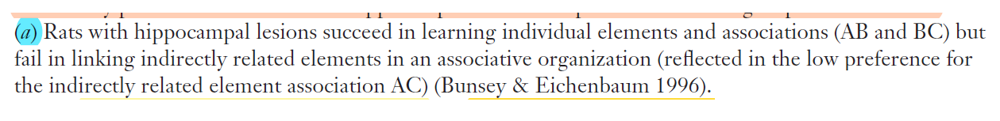 (a) Rats with hippocampal lesions succeed in learning individual elements and associations (AB and BC) but
fail in linking indirectly related elements in an associative organization (reflected in the low preference for
the indirectly related element association AC) (Bunsey & Eichenbaum 1996).